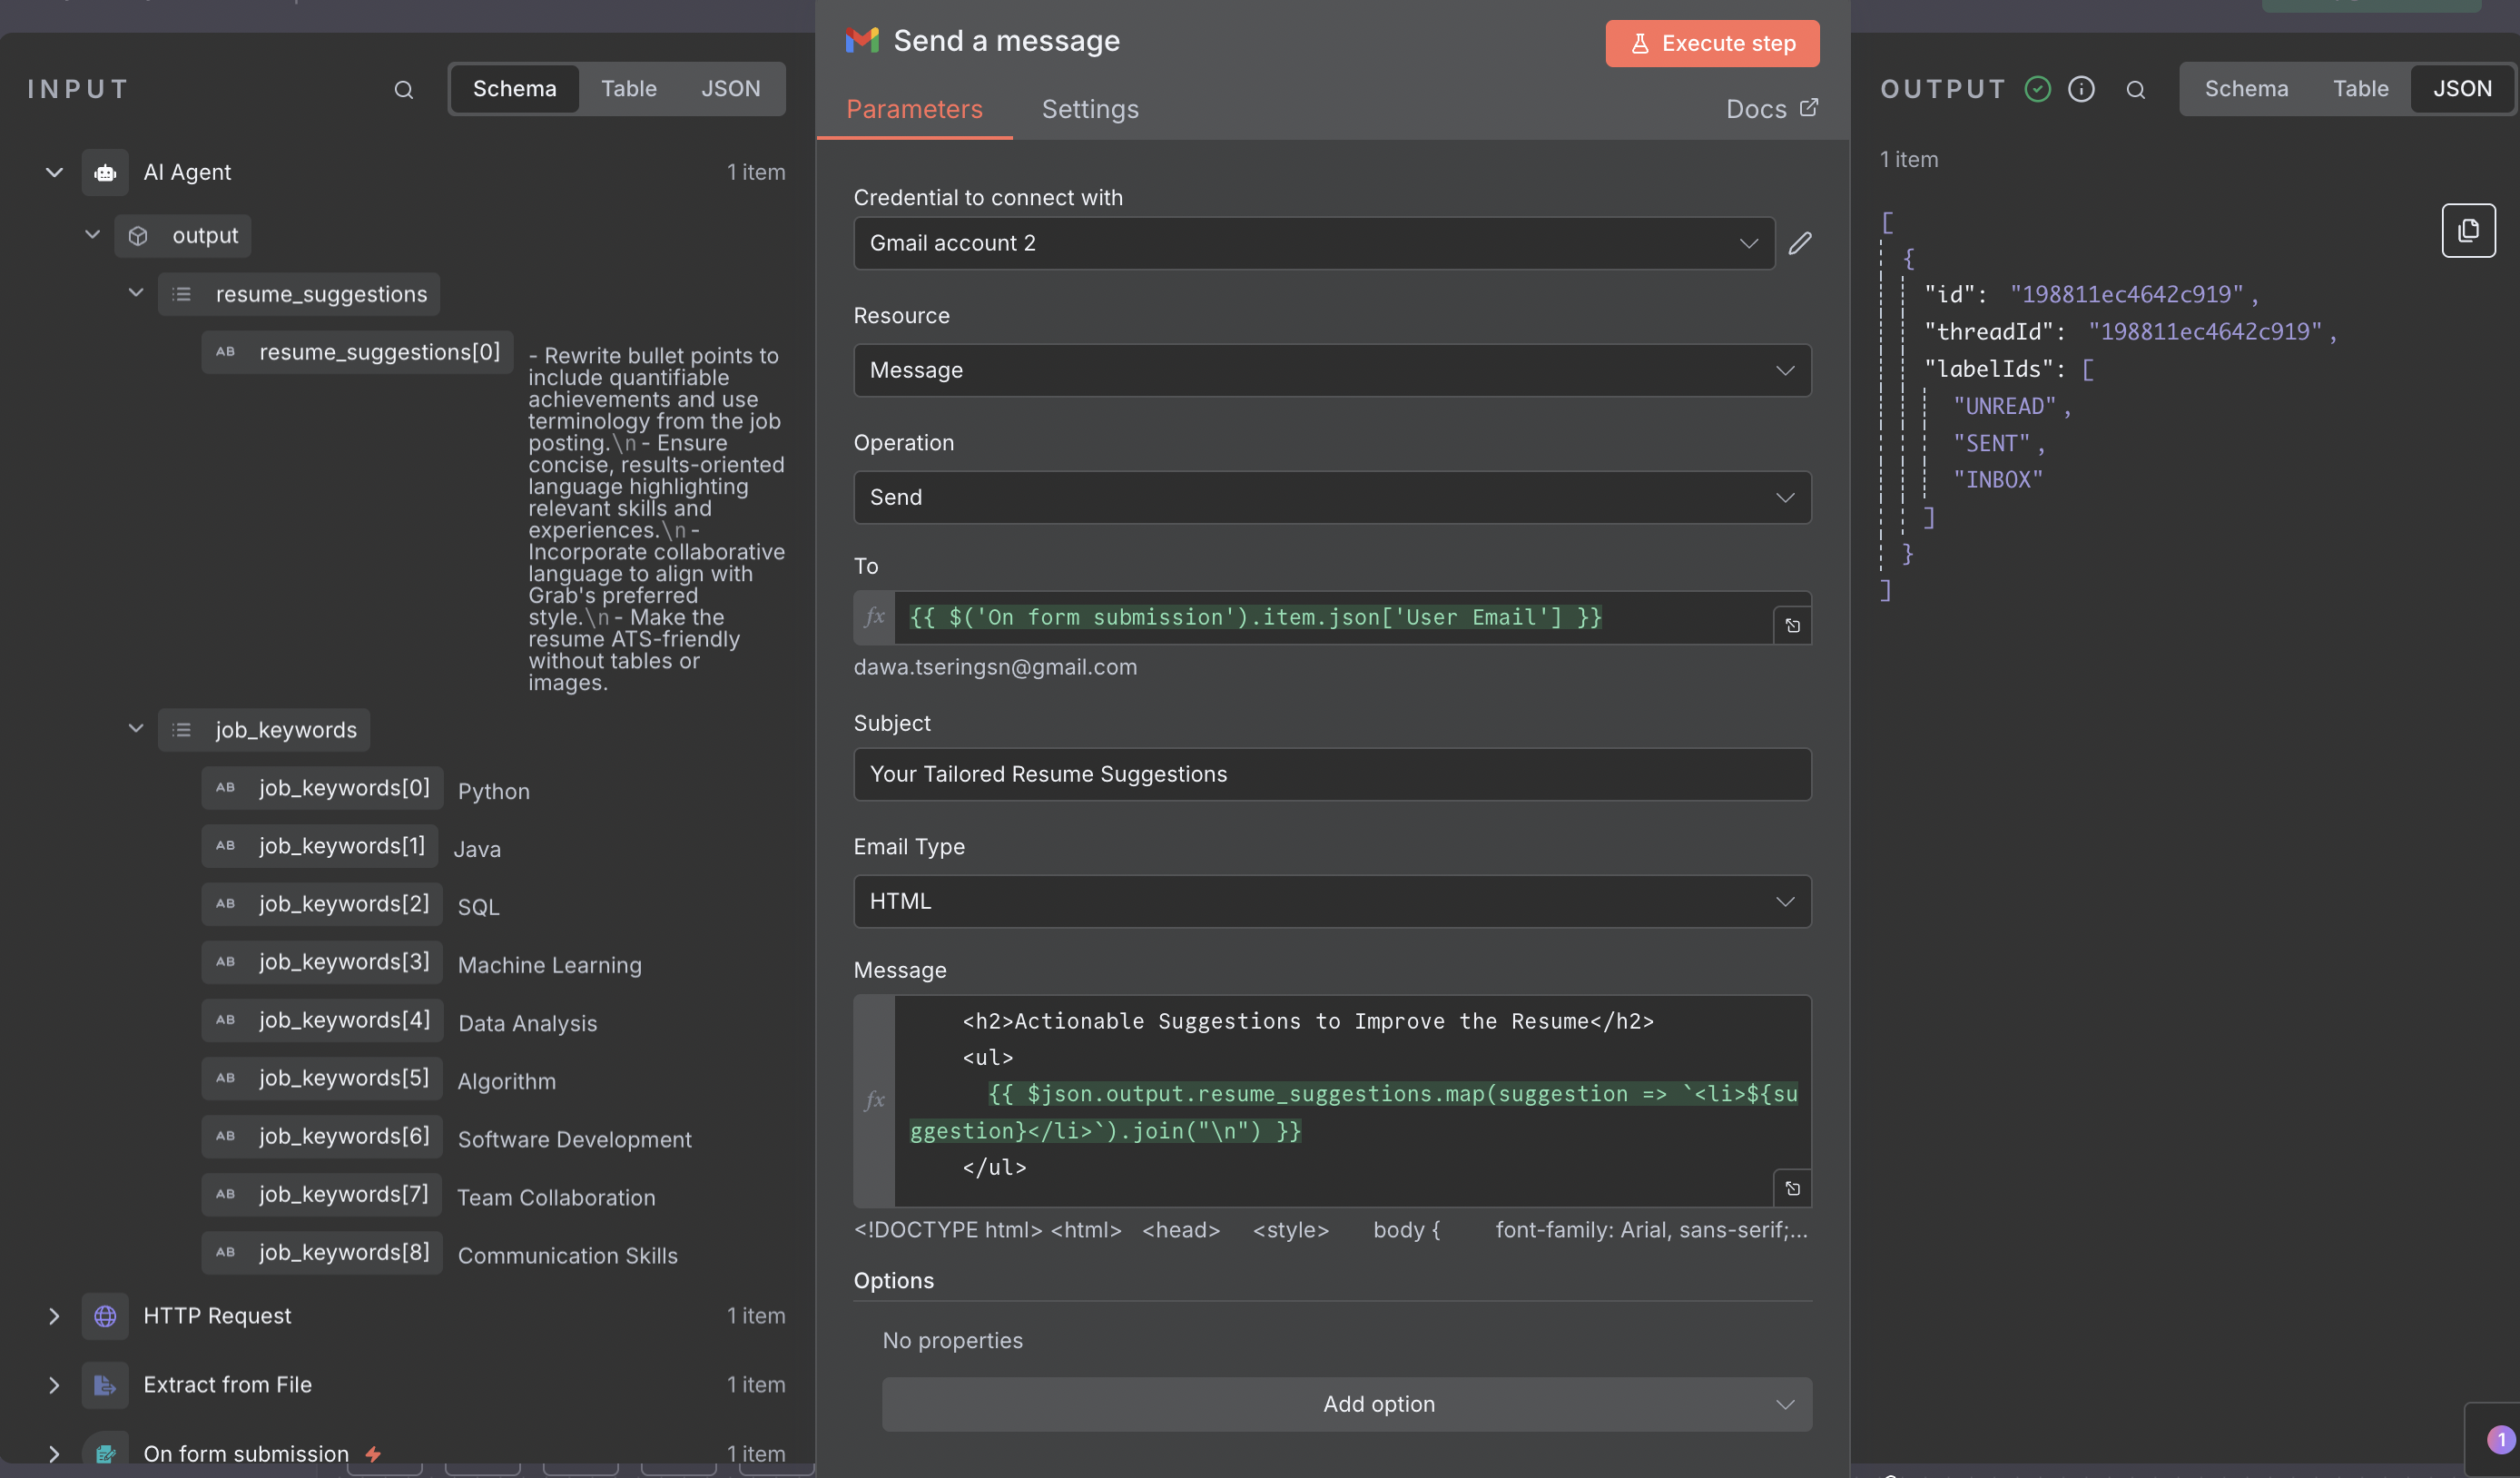 INPUT
Schema
Table
JSON
AI Agent
1 item
output
resume_suggestions
resume_suggestions[0]
- Rewrite bullet points to
include quantifiable
achievements and use
terminology from the job
posting.\n- Ensure
concise, results-oriented
language highlighting
relevant skills and
experiences.\n-
Incorporate collaborative
language to align with
Grab's preferred
style.\n- Make the
resume ATS-friendly
without tables or
images.
job_keywords
job_keywords[0] Python
job_keywords[1] Java
job_keywords[2] SQL
job_keywords[3] Machine Learning
job_keywords[4] Data Analysis
job_keywords[5] Algorithm
job_keywords[6] Software Development
job_keywords[7] Team Collaboration
job_keywords[8] Communication Skills
HTTP Request
1 item
Extract from File
1 item
On form submission
1 item
Send a message
Execute step
Parameters
Settings
Docs
Credential to connect with
Gmail account 2
Resource
Message
Operation
Send
To
fx
{{ $('On form submission').item.json['User Email'] }}
dawa.tseringsn@gmail.com
Subject
Your Tailored Resume Suggestions
Email Type
HTML
Message
fx
<h2>Actionable Suggestions to Improve the Resume</h2>
<ul>
{{ $json.output.resume_suggestions.map(suggestion => `<li>${su
ggestion}</li>`).join("\n") }}
</ul>
<!DOCTYPE html> <html> <head> <style> body { font-family: Arial, sans-serif;...
Options
No properties
Add option
OUTPUT
Schema
Table
JSON
1 item
[
{
"id": "198811ec4642c919",
"threadId": "198811ec4642c919",
"labelIds": [
"UNREAD",
"SENT",
"INBOX"
]
}
]
1